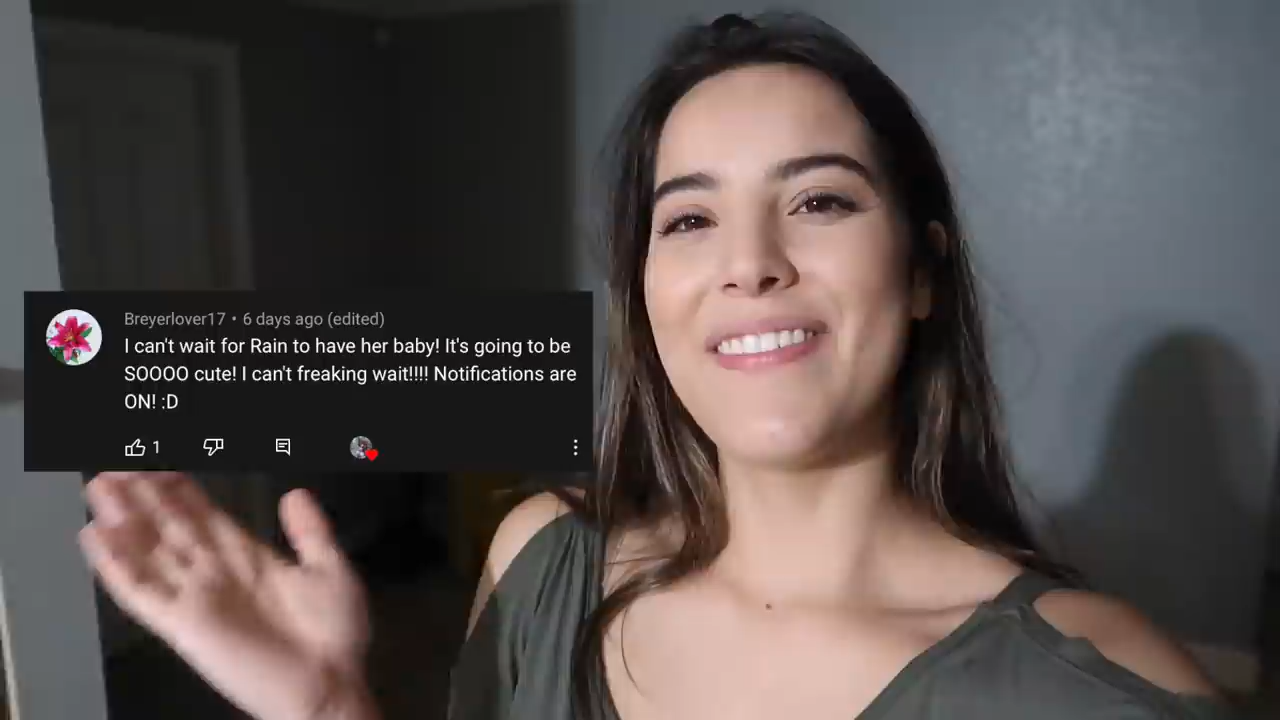 Breyerlover17 • 6 days ago (edited)
I can't wait for Rain to have her baby! It's going to be
SOOOO cute! I can't freaking wait!!!! Notifications are
ON! :D
1